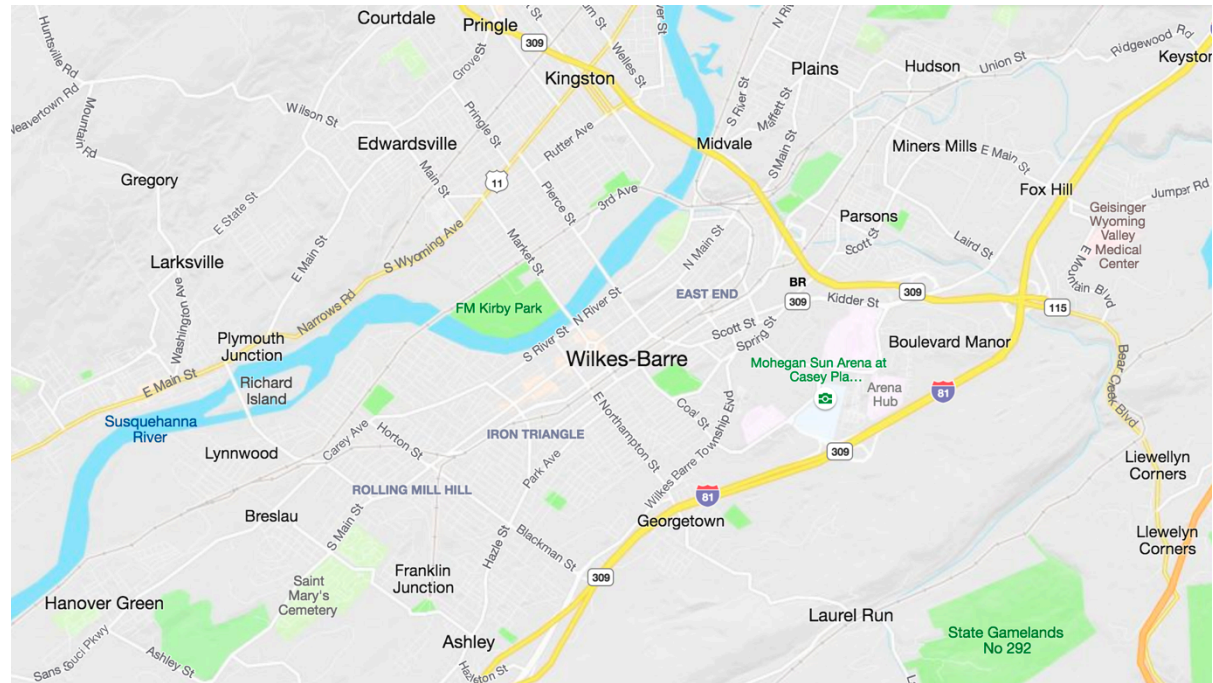 Courtdale
Pringle
309
Kingston
Welles St
N River St
Plains
Hudson
Union St
Ridgewood Rd
Huntsville Rd
Grove St
Keyston
S River St
Maffett St
Weavertown Rd
Mountain Rd
Wilson St
Pringle St
Rutter Ave
Edwardsville
Midvale
S Main St
Miners Mills
E Main St
Gregory
Main St
11
Pierce St
3rd Ave
Fox Hill
Jumper Rd
E State St
Parsons
Scott Ct
Laird St
Geisinger
Wyoming
Valley
Medical
Center
Larksville
E Main St
S Wyoming Ave
Market St
N Main St
E Mountain Blvd
BR
309
Kidder St
309
115
EAST END
Washington Ave
Narrows Rd
FM Kirby Park
N River St
S River St
Scott St
Spring St
Plymouth
Junction
Wilkes-Barre
Boulevard Manor
Mohegan Sun Arena at
Casey Pla...
Arena
Hub
81
Bear Creek Blvd
E Main St
Richard
Island
Susquehanna
River
Carey Ave
Horton St
E Northampton St
Coal St
IRON TRIANGLE
Wilkes Barre Township Blvd
309
Lynnwood
Park Ave
Llewellyn
Corners
ROLLING MILL HILL
81
Breslau
S Main St
Hazle St
Blackman St
Georgetown
Llewelyn
Corners
Saint
Mary's
Cemetery
Franklin
Junction
309
Hanover Green
Laurel Run
State Gamelands
No 292
Sans Souci Pkwy
Ashley St
Ashley
Hazleton St